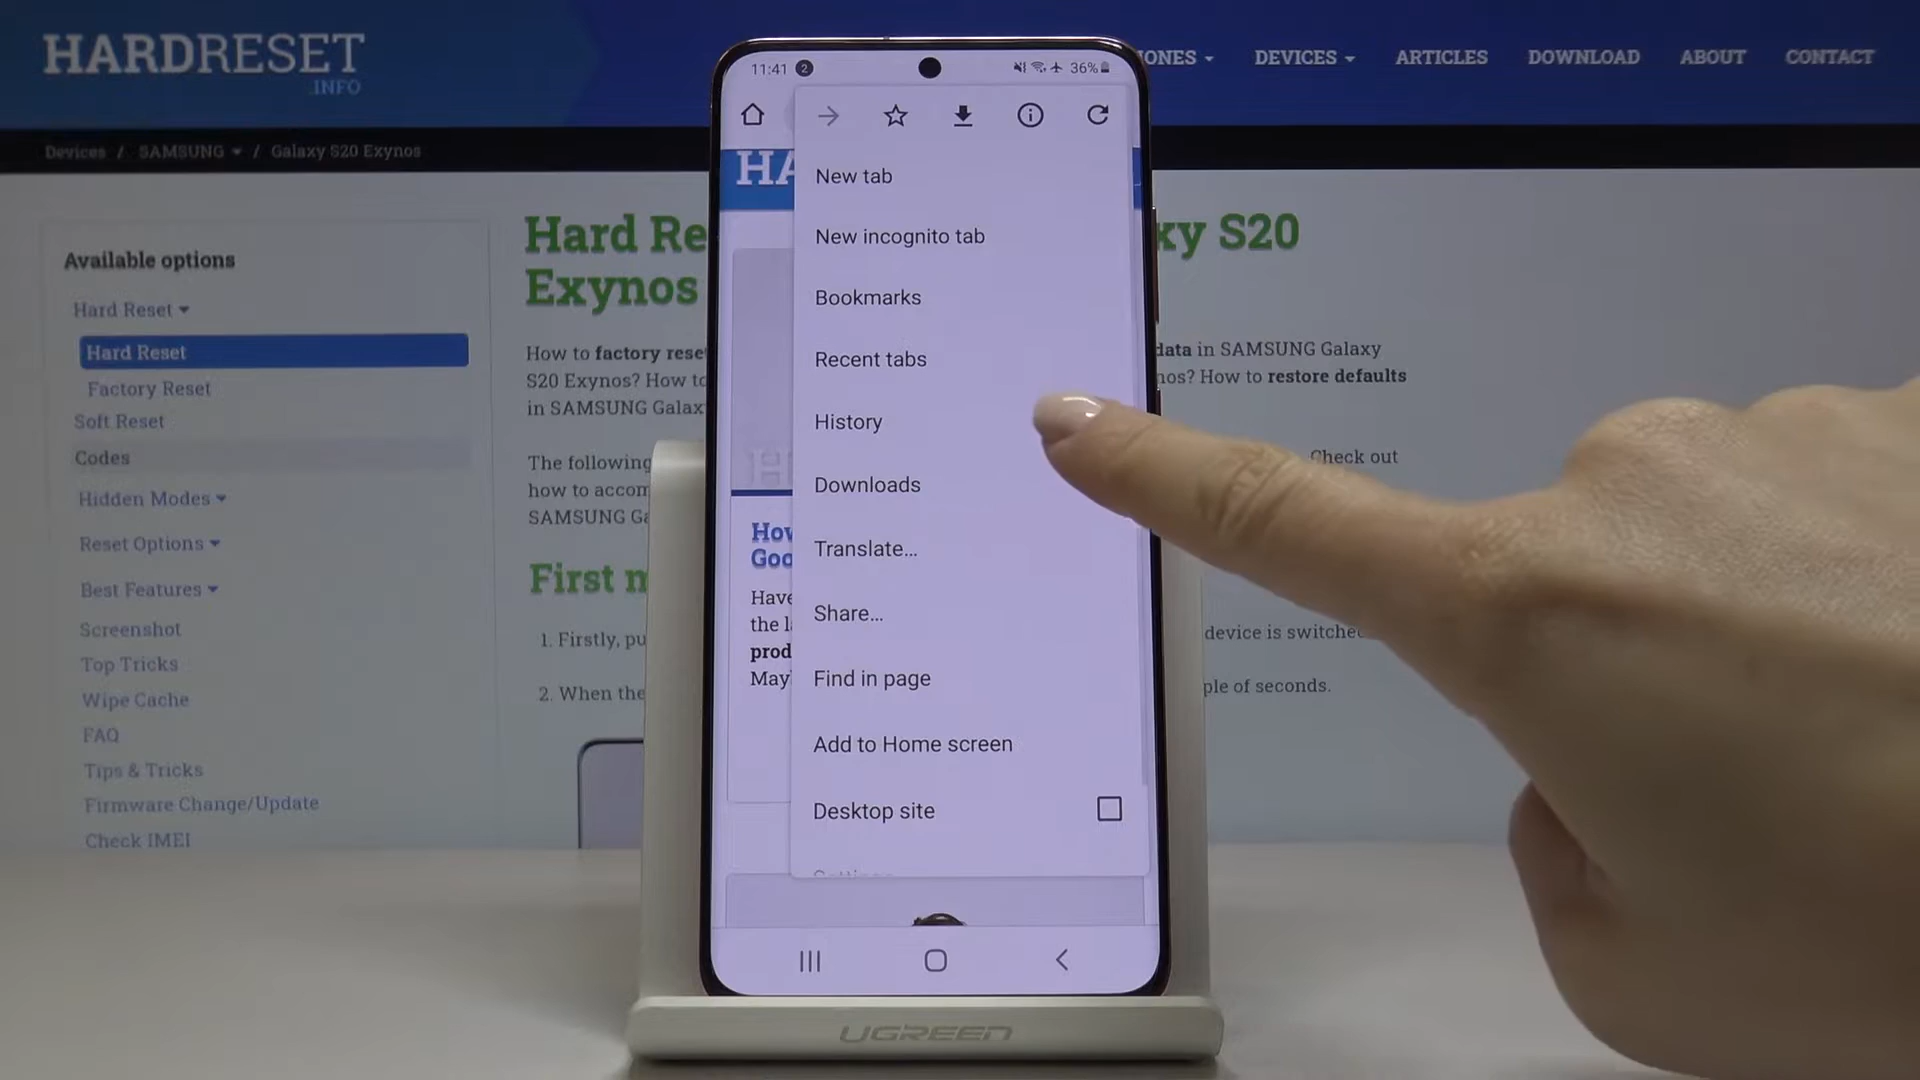 HARDRESET
.INFO
ONES
DEVICES
ARTICLES
DOWNLOAD
ABOUT
CONTACT
Devices / SAMSUNG / Galaxy S20 Exynos
Available options
Hard Reset
Hard Reset
Factory Reset
Soft Reset
Codes
Hidden Modes
Reset Options
Best Features
Screenshot
Top Tricks
Wipe Cache
FAQ
Tips & Tricks
Firmware Change/Update
Check IMEI
Hard Re
xy S20
Exynos
How to factory reset
data in SAMSUNG Galaxy
S20 Exynos? How to
nos? How to restore defaults
in SAMSUNG Galax
The following
Check out
how to accom
SAMSUNG Ga
First m
1. Firstly, pu
device is switche
2. When the
ple of seconds.
11:41 2
36%
HA
New tab
New incognito tab
Bookmarks
Recent tabs
History
Downloads
Translate...
Share...
Find in page
Add to Home screen
Desktop site
Settings
How
Goo
Have
the l
prod
May
UGREEN